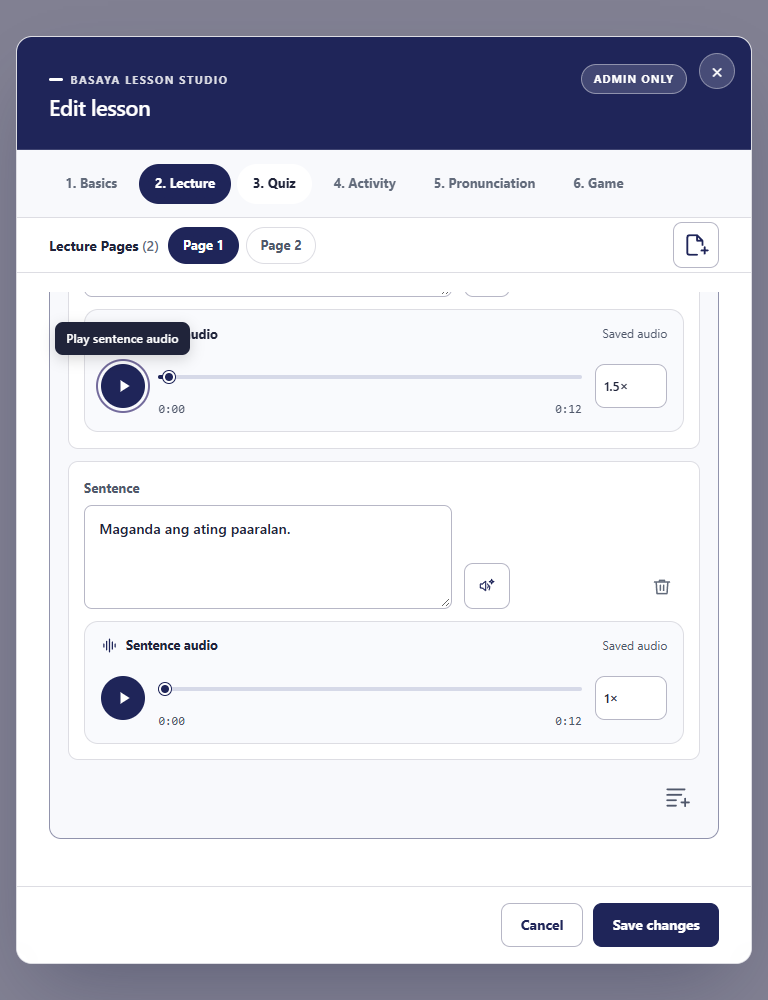 BASAYA LESSON STUDIO
Edit lesson
ADMIN ONLY
1. Basics
2. Lecture
3. Quiz
4. Activity
5. Pronunciation
6. Game
Lecture Pages (2)
Page 1
Page 2
Play sentence audio
udio
Saved audio
0:00
0:12
1.5×
Sentence
Maganda ang ating paaralan.
Sentence audio
Saved audio
0:00
0:12
1×
Cancel
Save changes